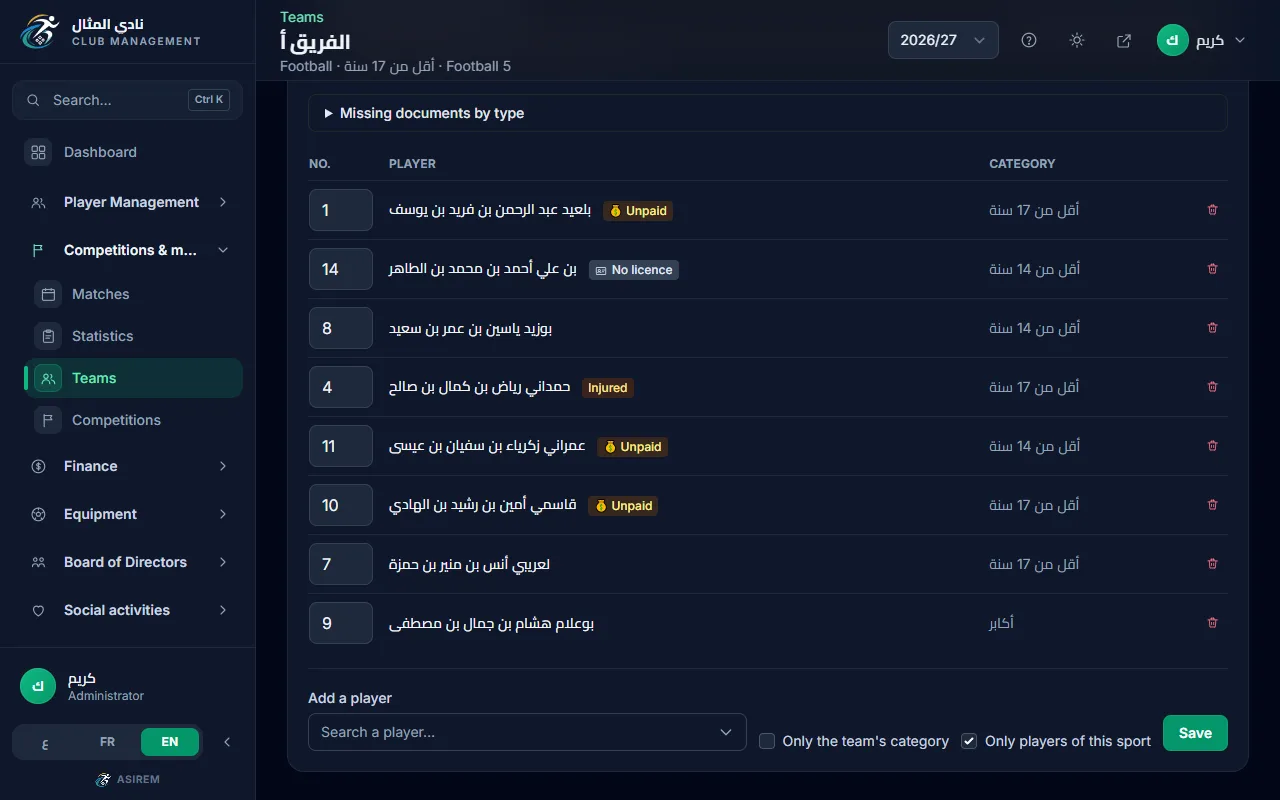 نادي المثال
CLUB MANAGEMENT
Search...
Ctrl K
Dashboard
Player Management
Competitions & m...
Matches
Statistics
Teams
Competitions
Finance
Equipment
Board of Directors
Social activities
ك
كريم
Administrator
ع
FR
EN
ASIREM
Teams
الفريق أ
Football · أقل من 17 سنة · Football 5
2026/27
ك
كريم
Missing documents by type
NO. PLAYER CATEGORY
1 بلعيد عبد الرحمن بن فريد بن يوسف Unpaid أقل من 17 سنة
14 بن علي أحمد بن محمد بن الطاهر No licence أقل من 14 سنة
8 بوزيد ياسين بن عمر بن سعيد أقل من 14 سنة
4 حمداني رياض بن كمال بن صالح Injured أقل من 17 سنة
11 عمراني زكرياء بن سفيان بن عيسى Unpaid أقل من 14 سنة
10 قاسمي أمين بن رشيد بن الهادي Unpaid أقل من 17 سنة
7 لعريبي أنس بن منير بن حمزة أقل من 17 سنة
9 بوعلام هشام بن جمال بن مصطفى أكابر
Add a player
Search a player...
Only the team's category
Only players of this sport
Save